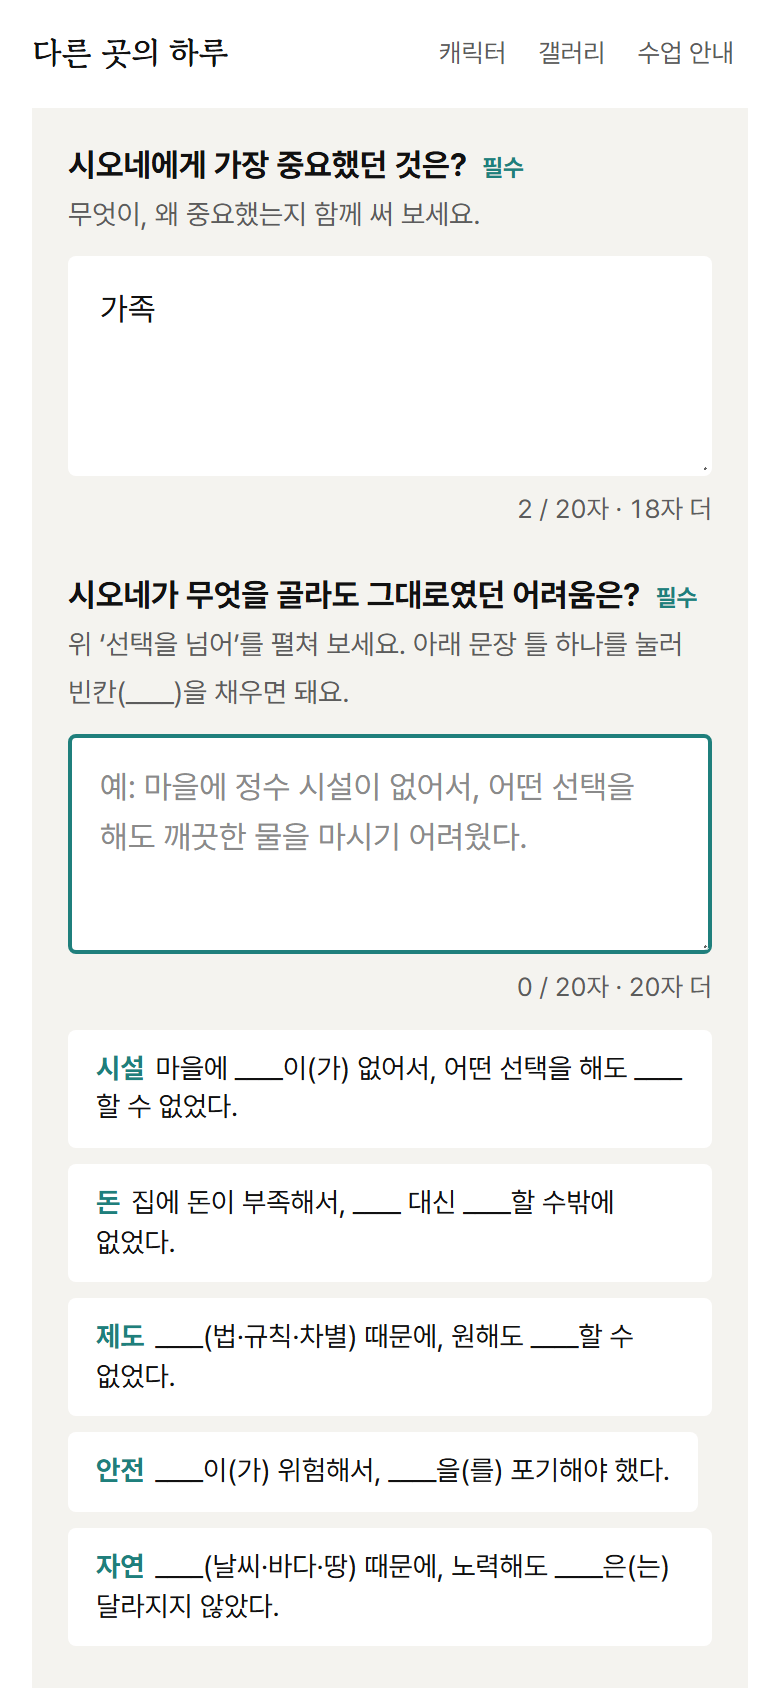 다른 곳의 하루
캐릭터 갤러리 수업 안내
시오네에게 가장 중요했던 것은? 필수
무엇이, 왜 중요했는지 함께 써 보세요.
가족
2 / 20자 · 18자 더
시오네가 무엇을 골라도 그대로였던 어려움은? 필수
위 ‘선택을 넘어’를 펼쳐 보세요. 아래 문장 틀 하나를 눌러
빈칸(____)을 채우면 돼요.
예: 마을에 정수 시설이 없어서, 어떤 선택을
해도 깨끗한 물을 마시기 어려웠다.
0 / 20자 · 20자 더
시설 마을에 ____이(가) 없어서, 어떤 선택을 해도 ____
할 수 없었다.
돈 집에 돈이 부족해서, ____ 대신 ____할 수밖에
없었다.
제도 ____(법·규칙·차별) 때문에, 원해도 ____할 수
없었다.
안전 ____이(가) 위험해서, ____을(를) 포기해야 했다.
자연 ____(날씨·바다·땅) 때문에, 노력해도 ____은(는)
달라지지 않았다.